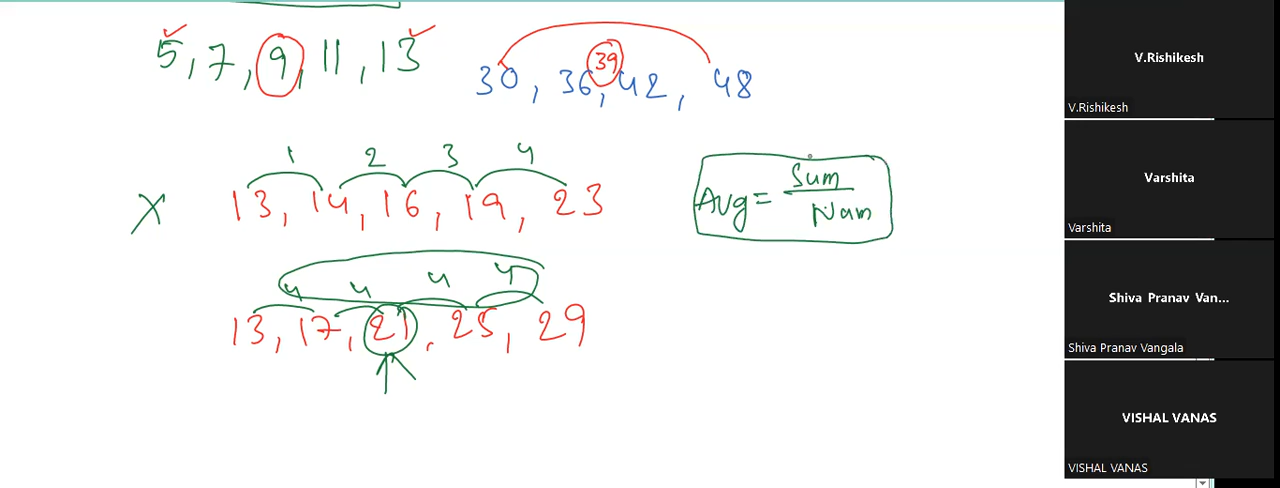 5, 7, 9, 11, 13
39
30, 36, 42, 48
1 2 3 4
X 13, 14, 16, 19, 23
Avg = Sum / Num
4 4 4 4
13, 17, 21, 25, 29
V.Rishikesh
V.Rishikesh
Varshita
Varshita
Shiva Pranav Van...
Shiva Pranav Vangala
VISHAL VANAS
VISHAL VANAS